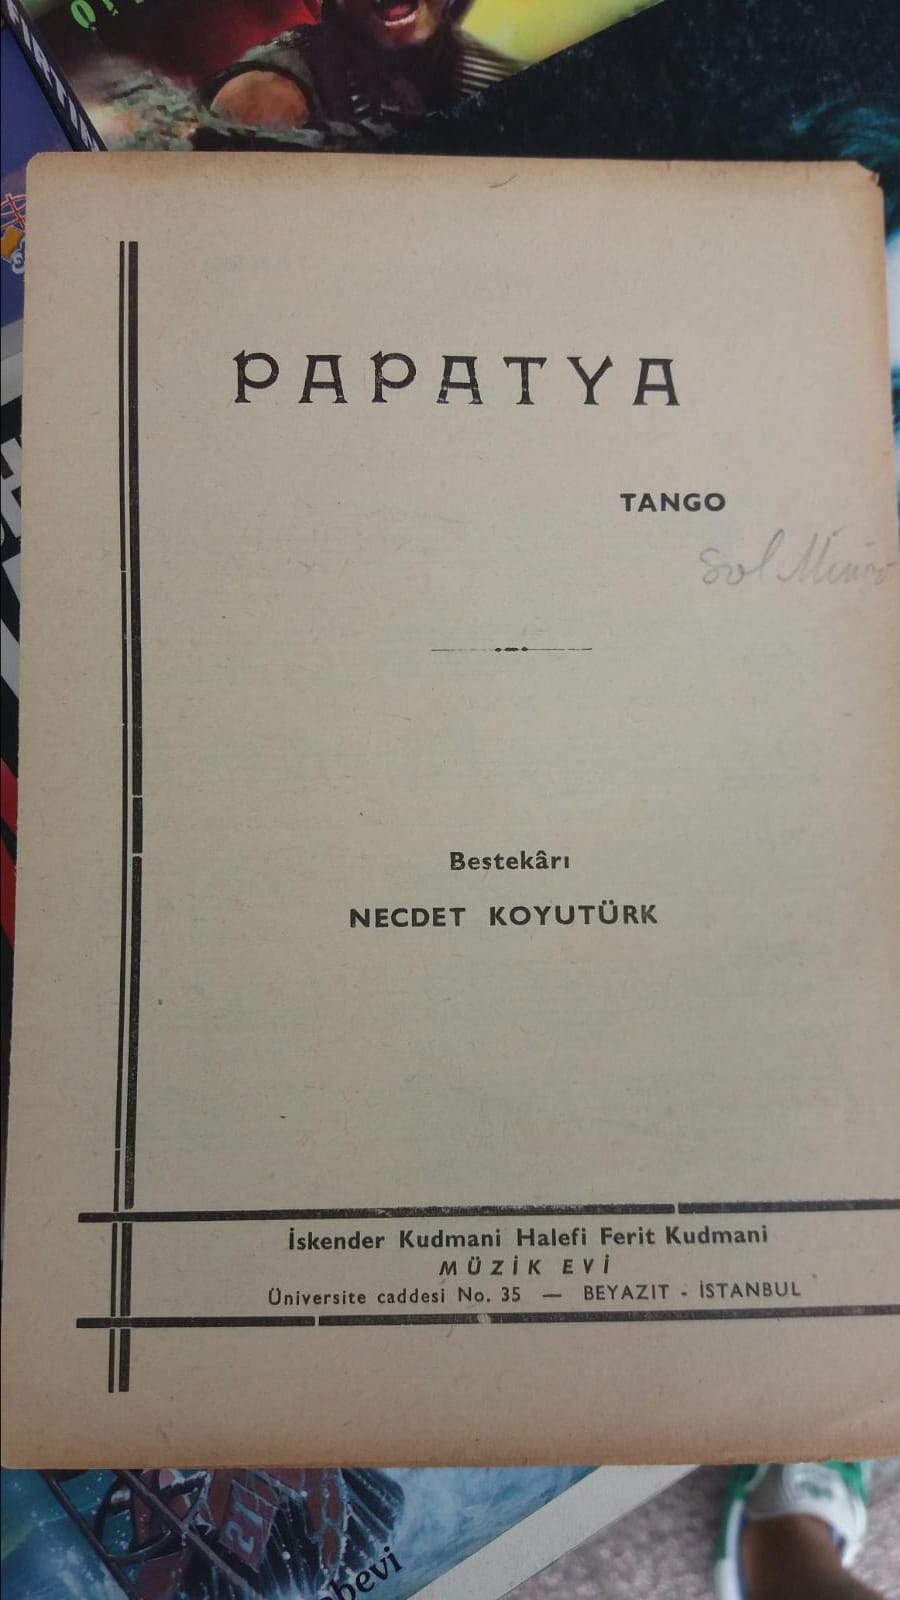 PAPATYA
TANGO
Sol Minör
Bestekârı
NECDET KOYUTÜRK
İskender Kudmani Halefi Ferit Kudmani
MÜZİK EVİ
Üniversite caddesi No. 35 — BEYAZIT - İSTANBUL